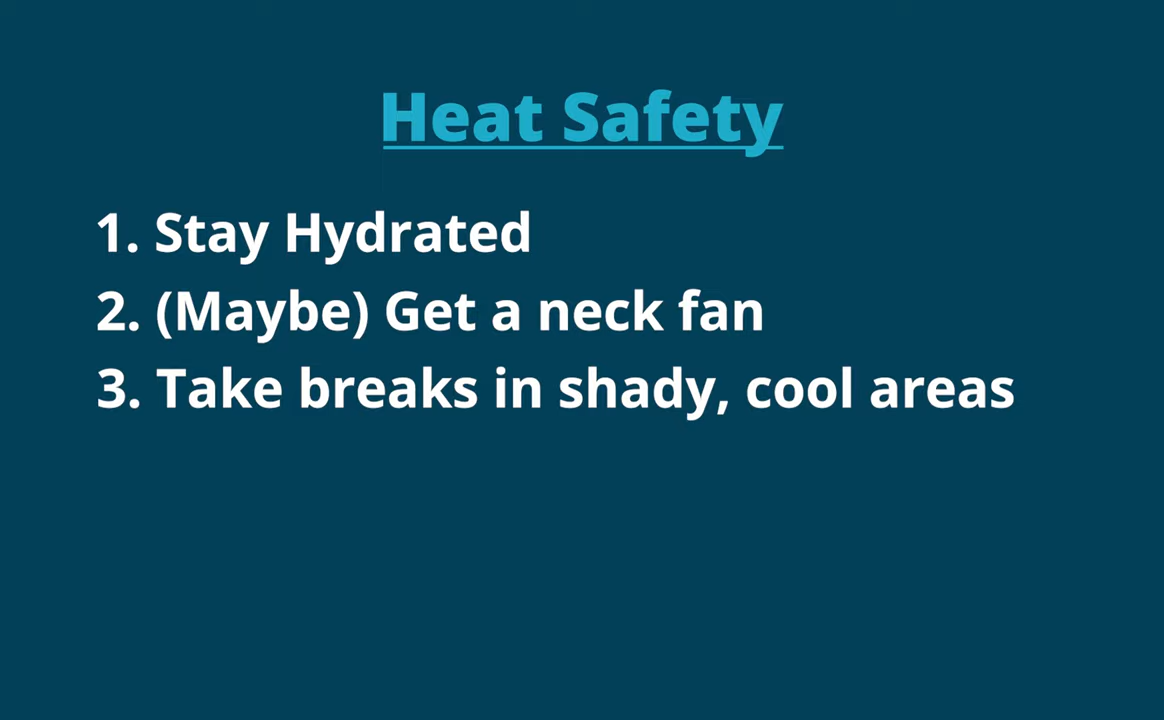 Heat Safety
1. Stay Hydrated
2. (Maybe) Get a neck fan
3. Take breaks in shady, cool areas